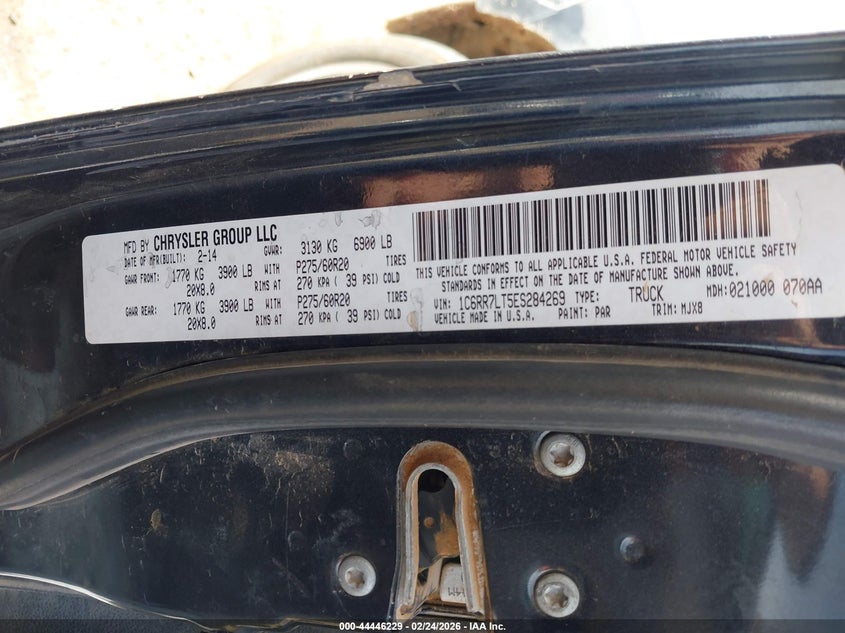 MFD BY CHRYSLER GROUP LLC
DATE OF MFR(BUILT): 2-14 GVWR: 3130 KG 6900 LB
GAWR FRONT: 1770 KG 3900 LB WITH P275/60R20 TIRES
20X8.0 RIMS AT 270 KPA ( 39 PSI) COLD
GAWR REAR: 1770 KG 3900 LB WITH P275/60R20 TIRES
20X8.0 RIMS AT 270 KPA ( 39 PSI) COLD
THIS VEHICLE CONFORMS TO ALL APPLICABLE U.S.A. FEDERAL MOTOR VEHICLE SAFETY
STANDARDS IN EFFECT ON THE DATE OF MANUFACTURE SHOWN ABOVE.
VIN: 1C6RR7LT5ES284269 TYPE: TRUCK MDH:021000 070AA
VEHICLE MADE IN U.S.A. PAINT: PAR TRIM: MJX8
000-44446229 - 02/24/2026 - IAA Inc.